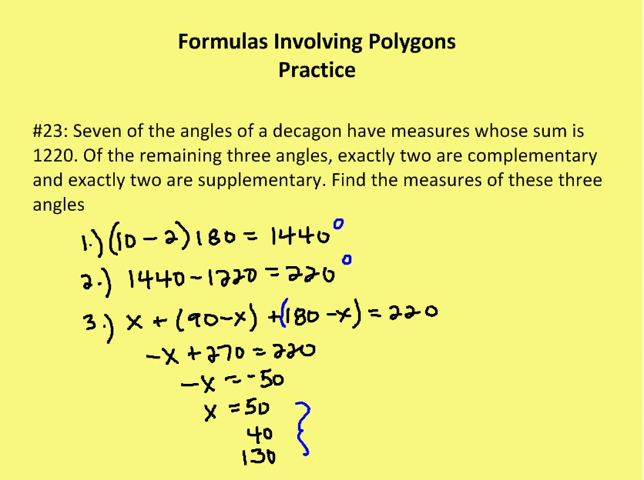 Formulas Involving Polygons
Practice
#23: Seven of the angles of a decagon have measures whose sum is
1220. Of the remaining three angles, exactly two are complementary
and exactly two are supplementary. Find the measures of these three
angles
1.) (10 - 2) 180 = 1440°
2.) 1440 - 1220 = 220°
3.) x + (90 - x) + (180 - x) = 220
-x + 270 = 220
-x = -50
x = 50
40
130